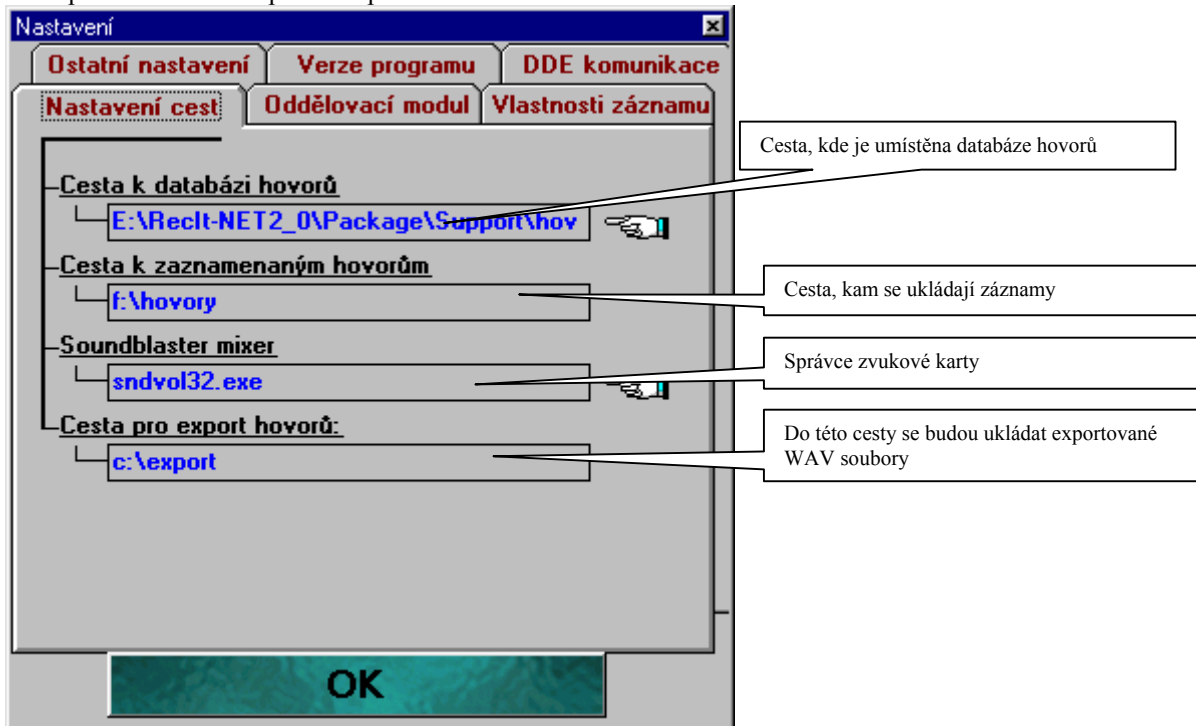 Nastavení
Ostatní nastavení
Verze programu
DDE komunikace
Nastavení cest
Oddělovací modul
Vlastnosti záznamu
Cesta, kde je umístěna databáze hovorů
Cesta k databázi hovorů
E:\RecIt-NET2_0\Package\Support\hov
Cesta k zaznamenaným hovorům
f:\hovory
Cesta, kam se ukládají záznamy
Soundblaster mixer
sndvol32.exe
Správce zvukové karty
Cesta pro export hovorů:
c:\export
Do této cesty se budou ukládat exportované
WAV soubory
OK